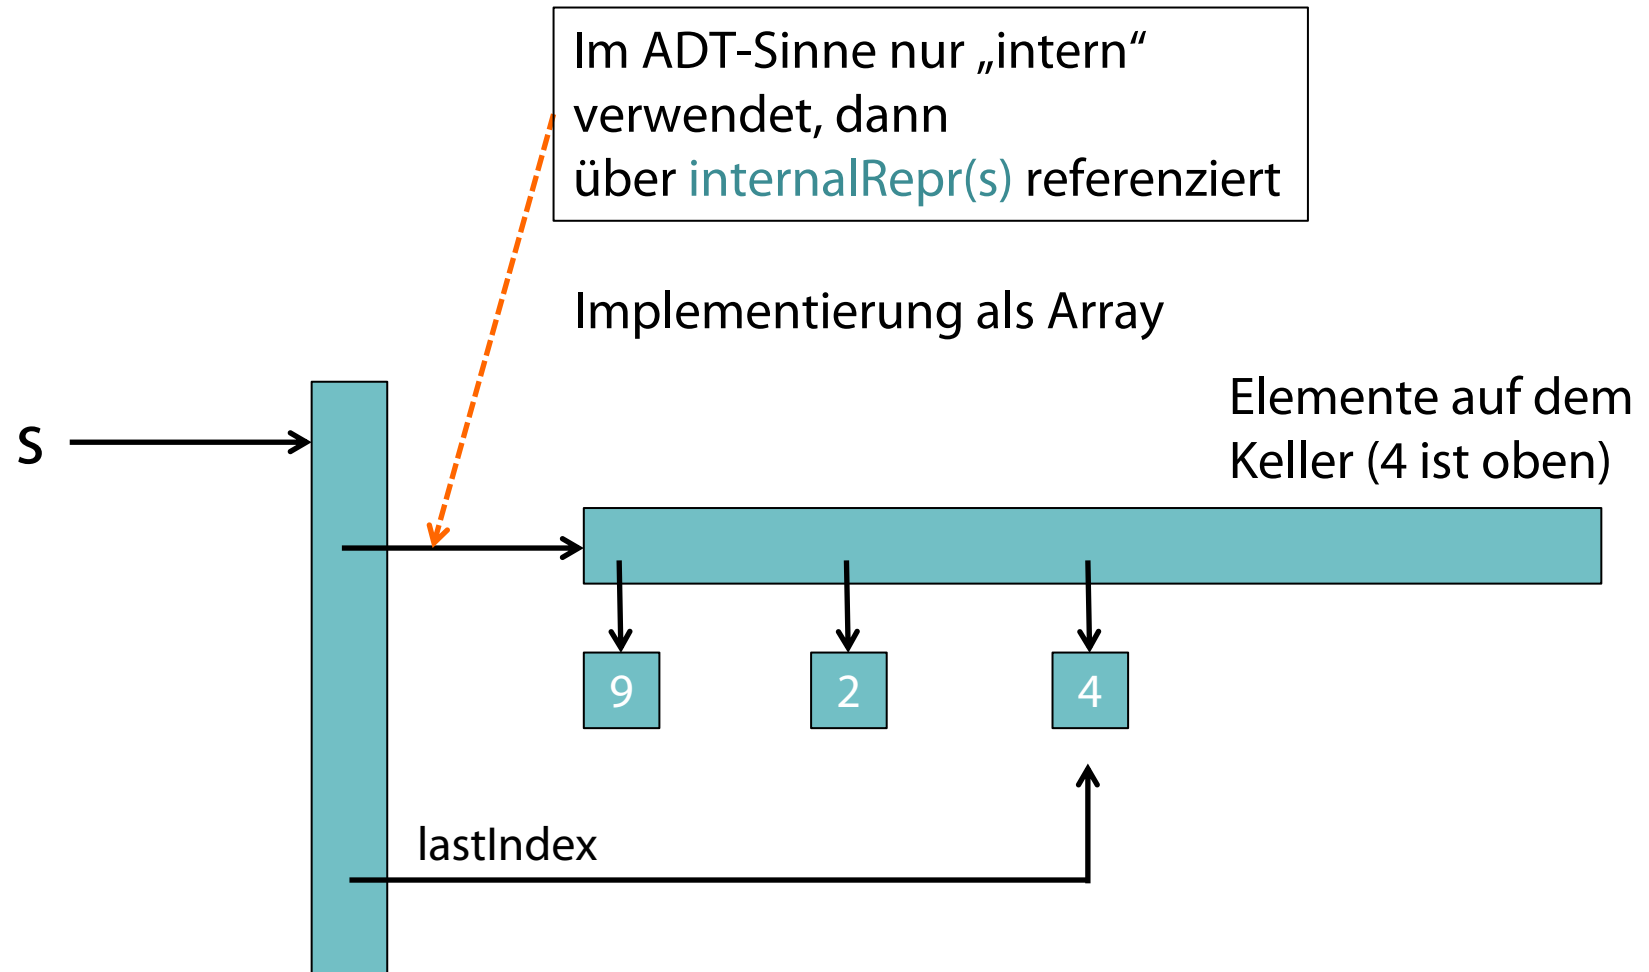 Im ADT-Sinne nur „intern“
verwendet, dann
über internalRepr(s) referenziert
Implementierung als Array
Elemente auf dem
Keller (4 ist oben)
s
9 2 4
lastIndex